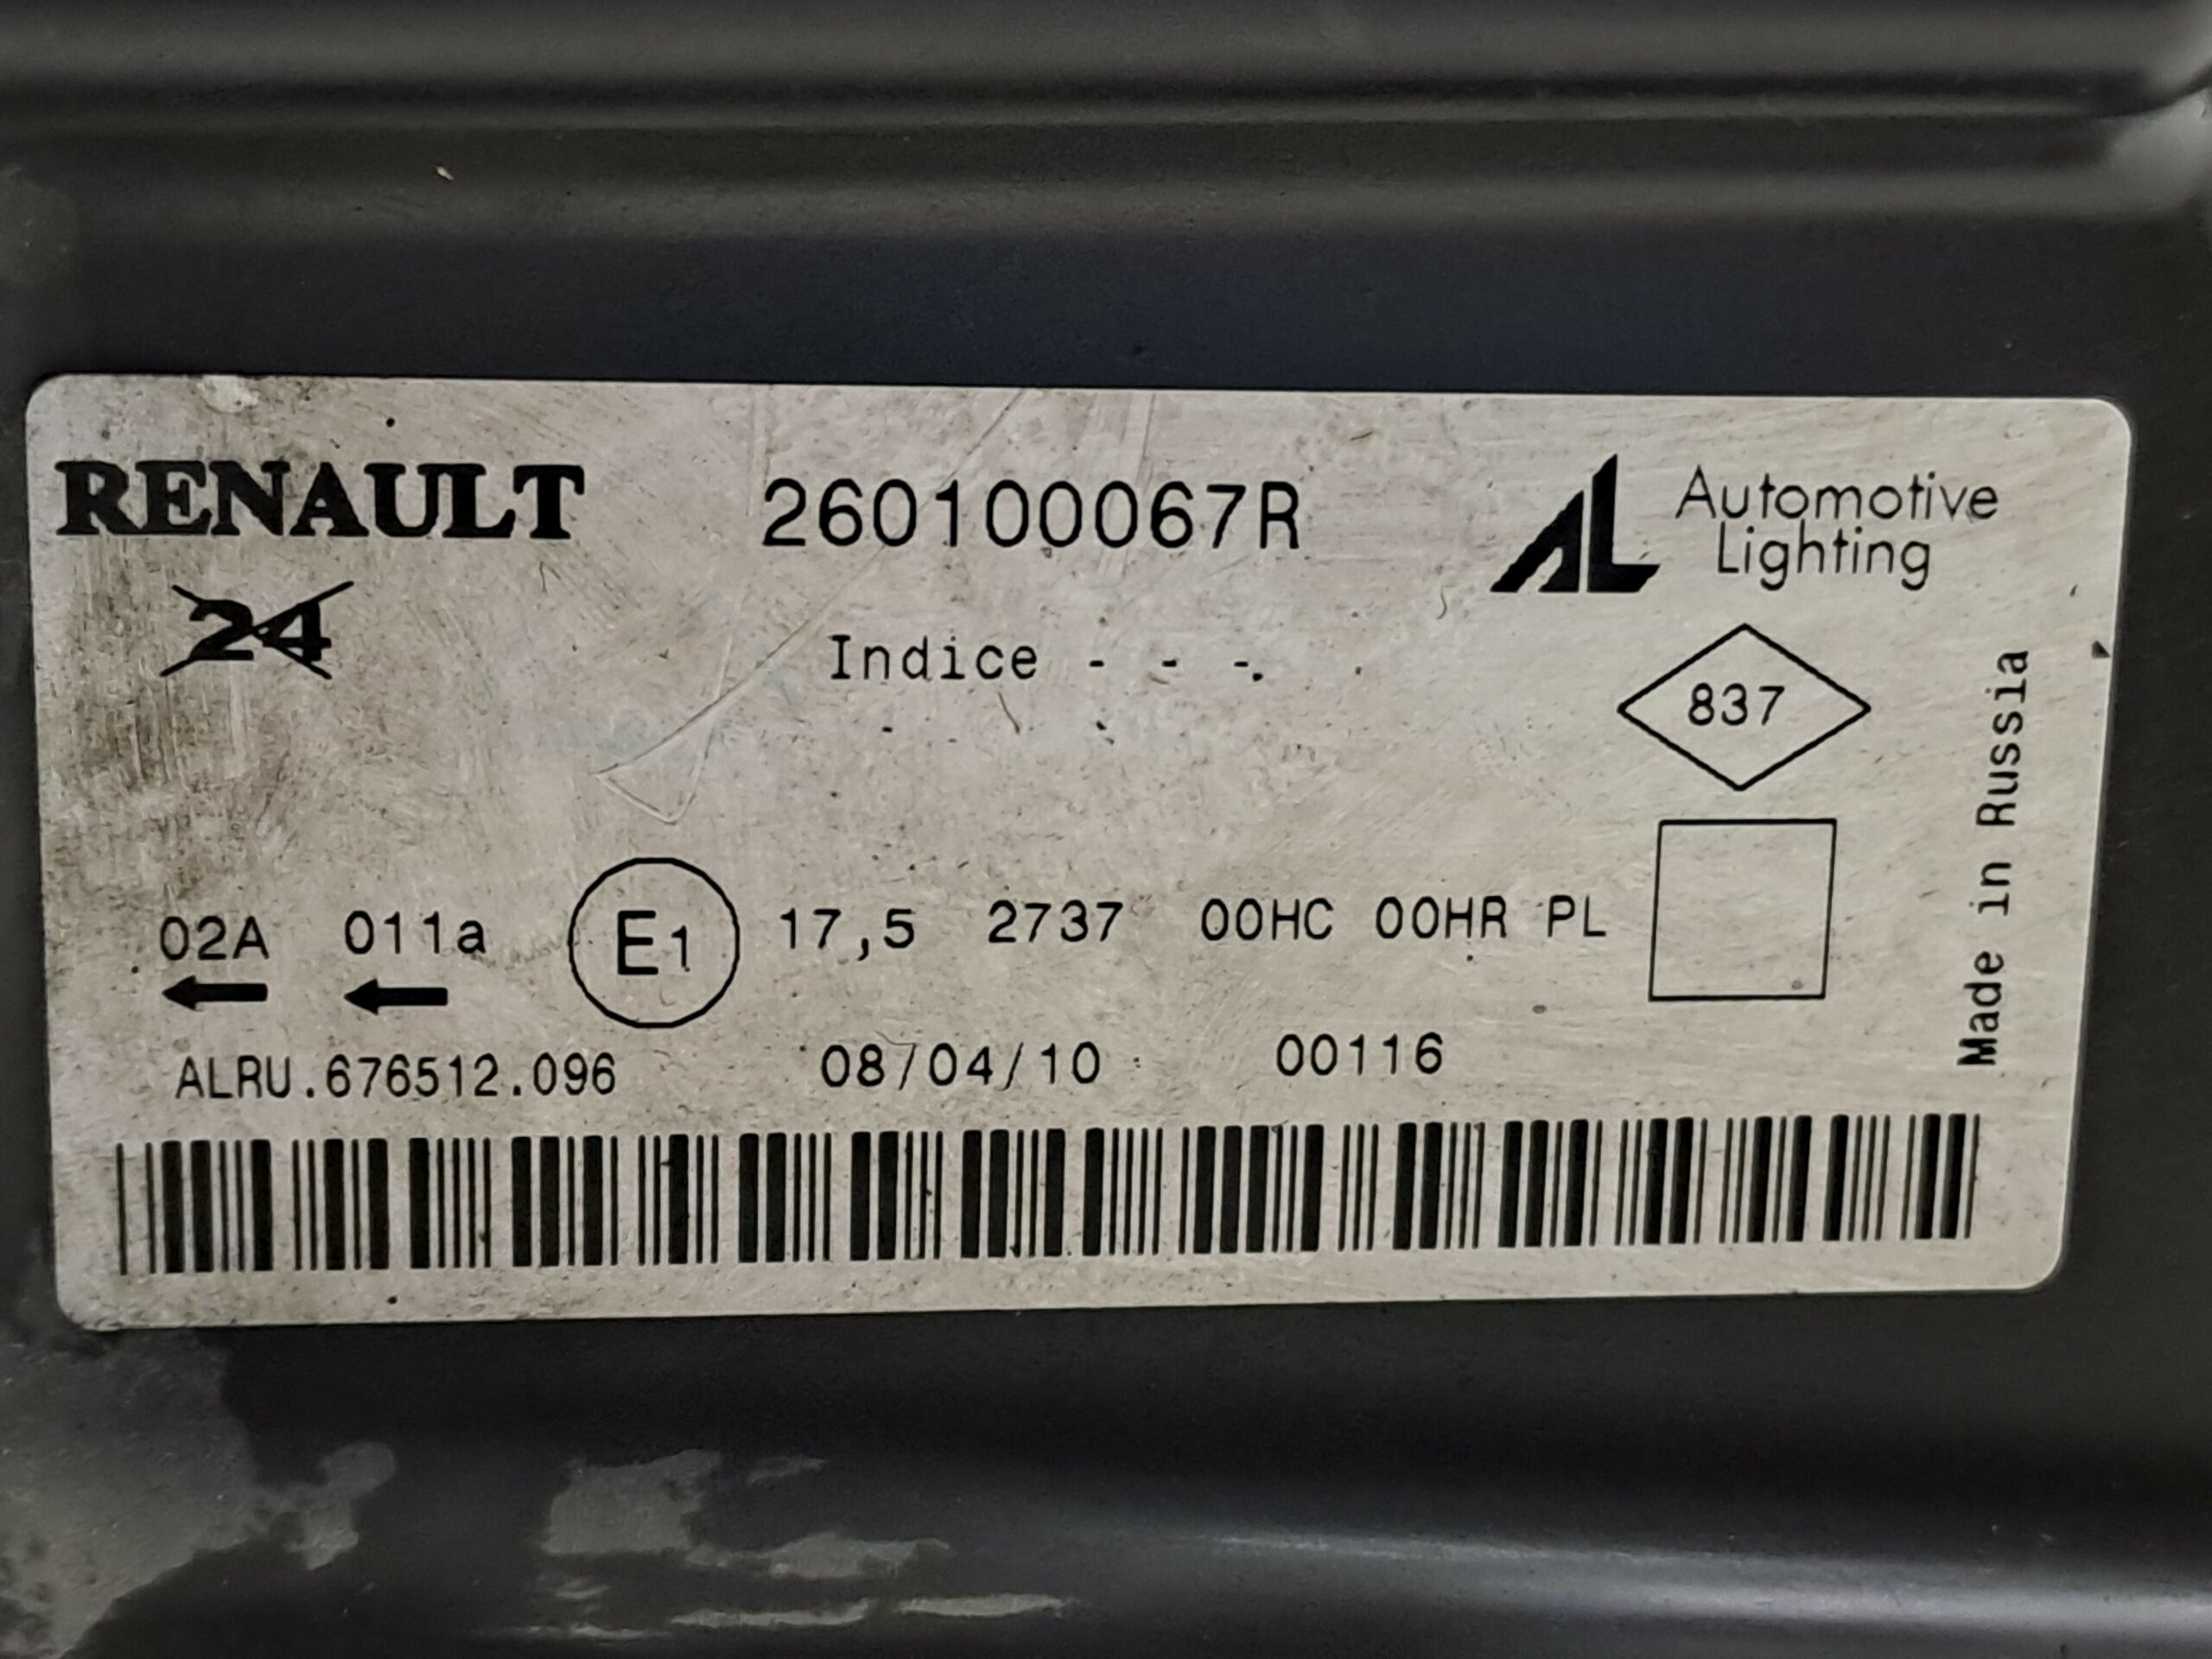 RENAULT 260100067R AL Automotive
Lighting
24
Indice - - -
837
Made in Russia
02A 011a E1 17,5 2737 00HC 00HR PL
ALRU.676512.096 08/04/10 00116